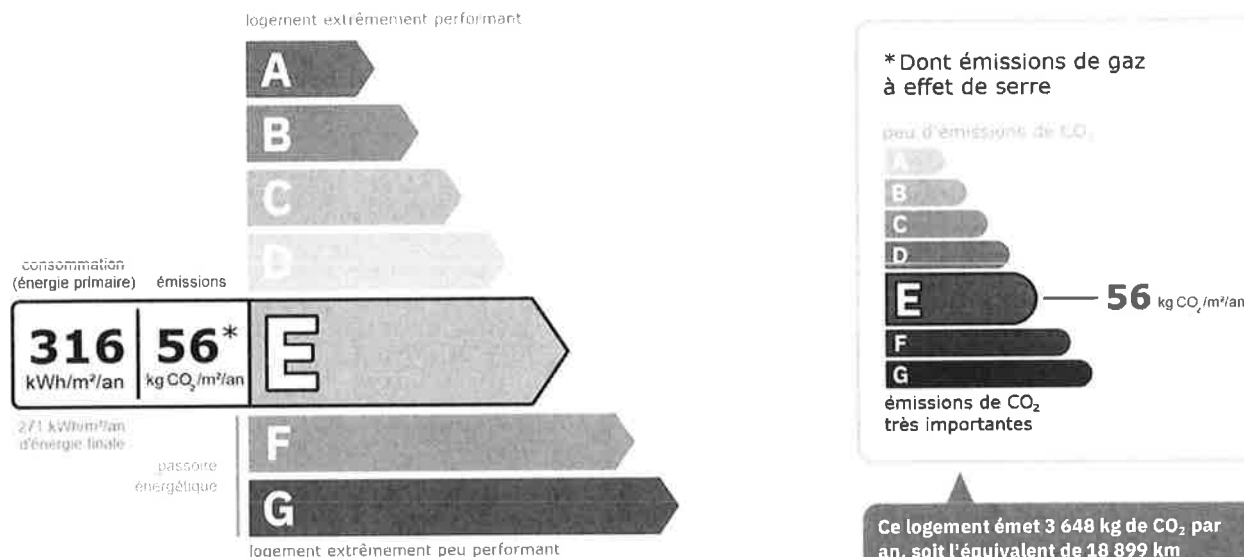 logement extrêmement performant
A
B
C
D
consommation
(énergie primaire)
émissions
316
kWh/m²/an
56*
kg CO₂/m²/an
E
271 kWh/m²/an
d'énergie finale
passoire
énergétique
F
G
logement extrêmement peu performant
*Dont émissions de gaz
à effet de serre
peu d'émissions de CO₂
A
B
C
D
E
56 kg CO₂/m²/an
F
G
émissions de CO₂
très importantes
Ce logement émet 3 648 kg de CO₂ par
an, soit l'équivalent de 18 899 km